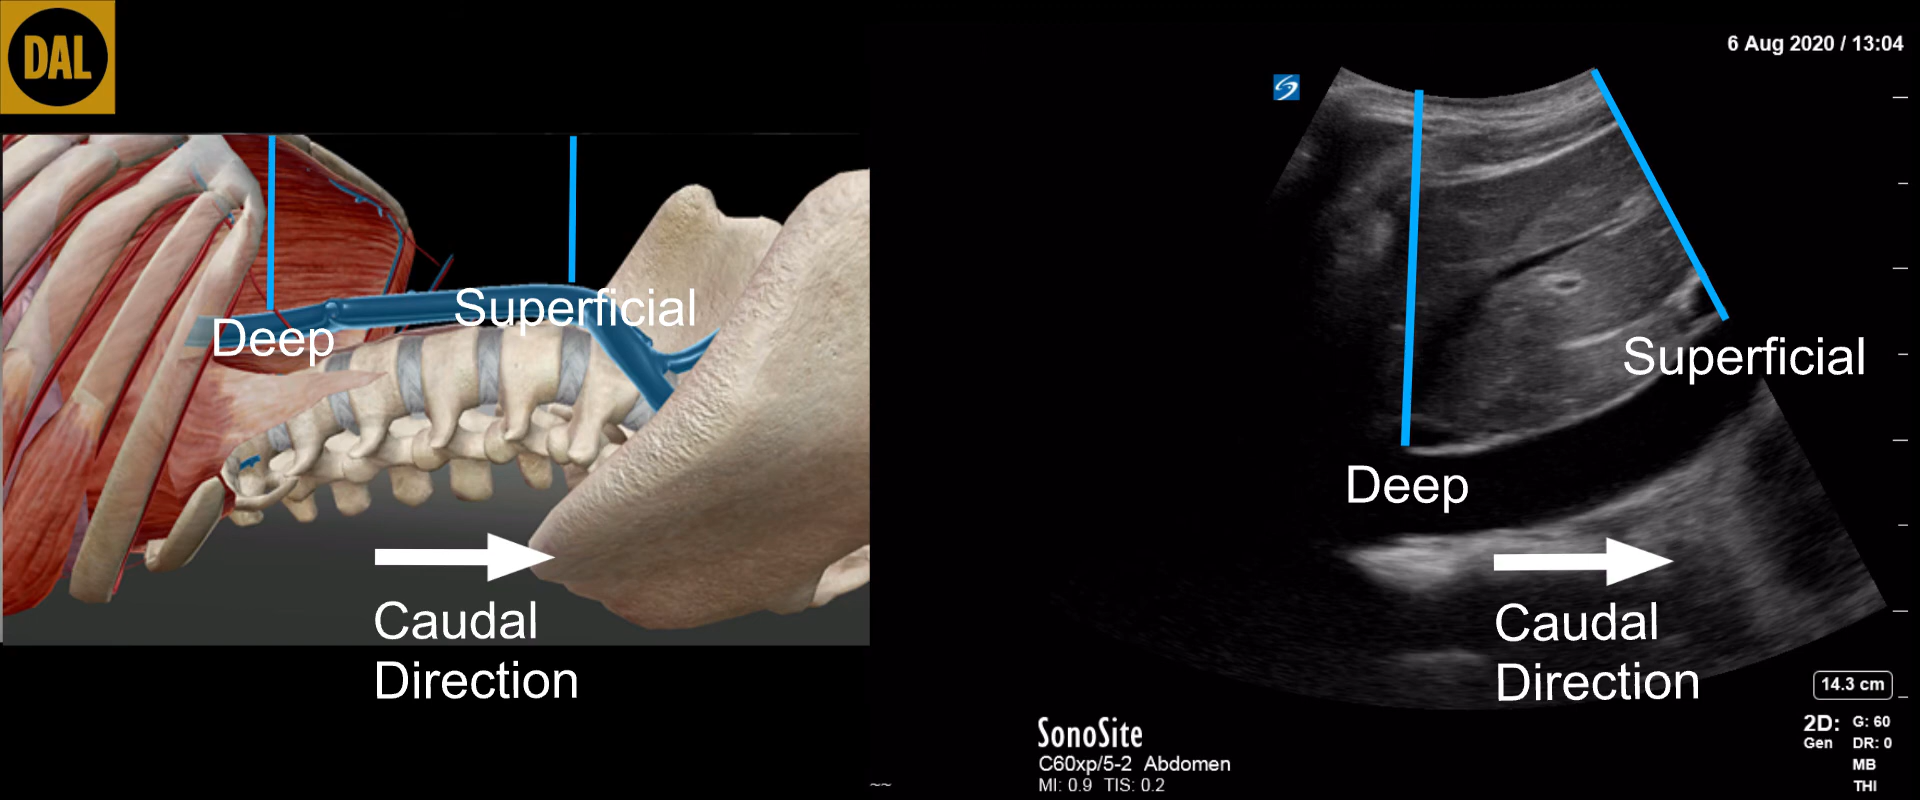 DAL
6 Aug 2020 / 13:04
Deep
Superficial
Caudal
Direction
Superficial
Deep
Caudal
Direction
14.3 cm
SonoSite
C60xp/5-2 Abdomen
MI: 0.9 TIS: 0.2
~~
2D:
Gen
G: 60
DR: 0
MB
THI